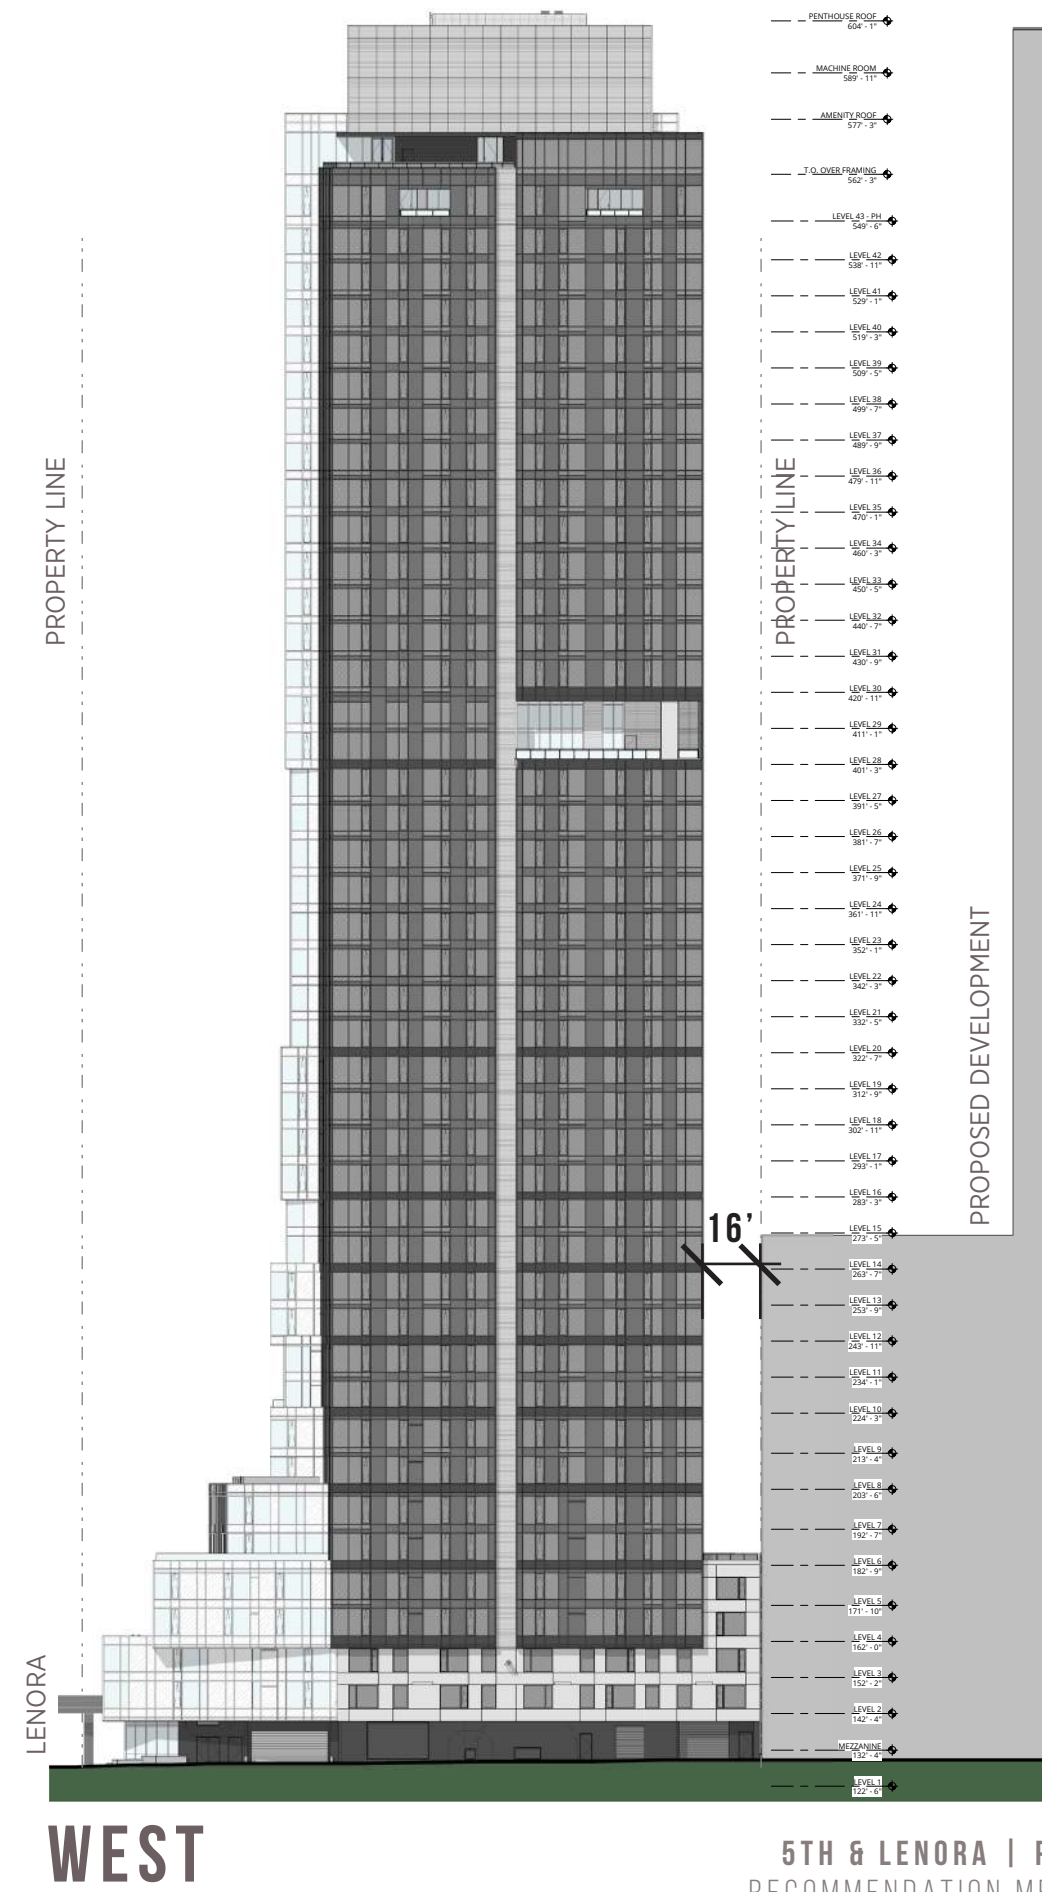 PENTHOUSE ROOF
604' - 1"
MACHINE ROOM
589' - 11"
AMENITY ROOF
577' - 3"
T.O. OVER FRAMING
562' - 3"
LEVEL 43 - PH
549' - 6"
LEVEL 42
538' - 11"
LEVEL 41
529' - 1"
LEVEL 40
519' - 3"
LEVEL 39
509' - 5"
LEVEL 38
499' - 7"
LEVEL 37
489' - 9"
LEVEL 36
479' - 11"
LEVEL 35
470' - 1"
LEVEL 34
460' - 3"
LEVEL 33
450' - 5"
LEVEL 32
440' - 7"
LEVEL 31
430' - 9"
LEVEL 30
420' - 11"
LEVEL 29
411' - 1"
LEVEL 28
401' - 3"
LEVEL 27
391' - 5"
LEVEL 26
381' - 7"
LEVEL 25
371' - 9"
LEVEL 24
361' - 11"
LEVEL 23
352' - 1"
LEVEL 22
342' - 3"
LEVEL 21
332' - 5"
LEVEL 20
322' - 7"
LEVEL 19
312' - 9"
LEVEL 18
302' - 11"
LEVEL 17
293' - 1"
LEVEL 16
283' - 3"
LEVEL 15
273' - 5"
LEVEL 14
263' - 7"
LEVEL 13
253' - 9"
LEVEL 12
243' - 11"
LEVEL 11
234' - 1"
LEVEL 10
224' - 3"
LEVEL 9
213' - 4"
LEVEL 8
203' - 6"
LEVEL 7
192' - 7"
LEVEL 6
182' - 9"
LEVEL 5
171' - 10"
LEVEL 4
162' - 0"
LEVEL 3
152' - 2"
LEVEL 2
142' - 4"
MEZZANINE
132' - 4"
LEVEL 1
122' - 6"
PROPERTY LINE
PROPERTY LINE
PROPOSED DEVELOPMENT
16'
LENORA
WEST
5TH & LENORA |
RECOMMENDATION